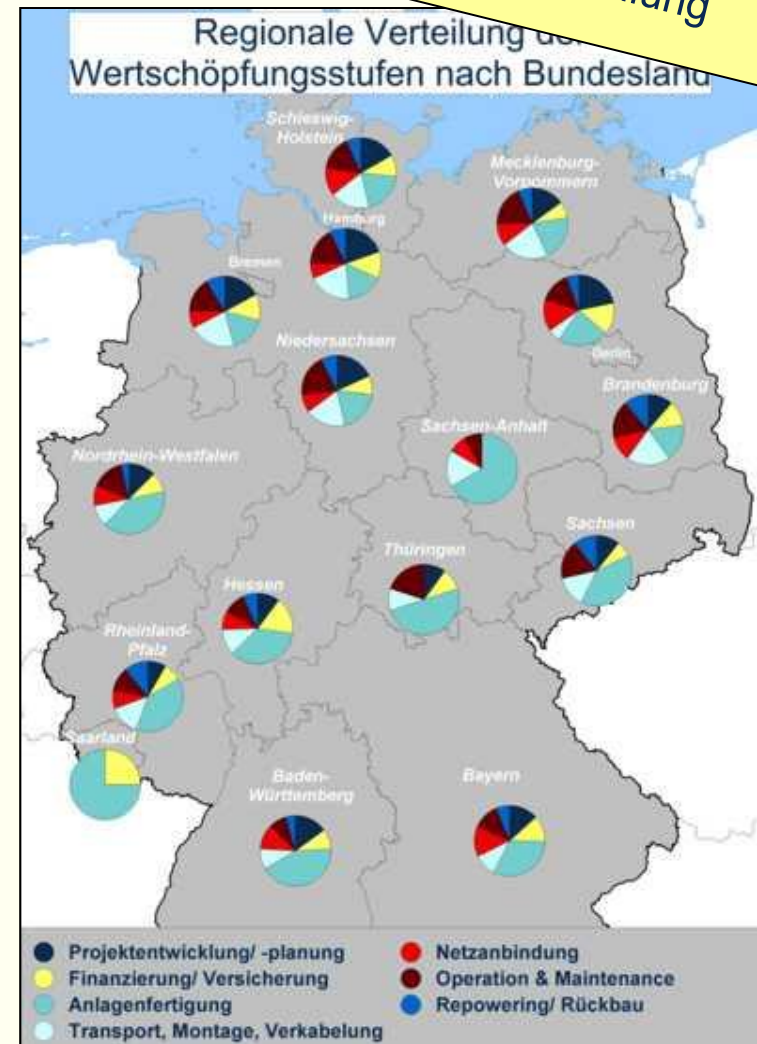 Regionale Verteilung der
Wertschöpfungsstufen nach Bundesland
Schleswig-
Holstein
Mecklenburg-
Vorpommern
Hamburg
Bremen
Niedersachsen
Berlin
Brandenburg
Sachsen-Anhalt
Nordrhein-Westfalen
Sachsen
Thüringen
Hessen
Rheinland-
Pfalz
Saarland
Baden-
Württemberg
Bayern
Projektentwicklung/ -planung
Finanzierung/ Versicherung
Anlagenfertigung
Transport, Montage, Verkabelung
Netzanbindung
Operation & Maintenance
Repowering/ Rückbau